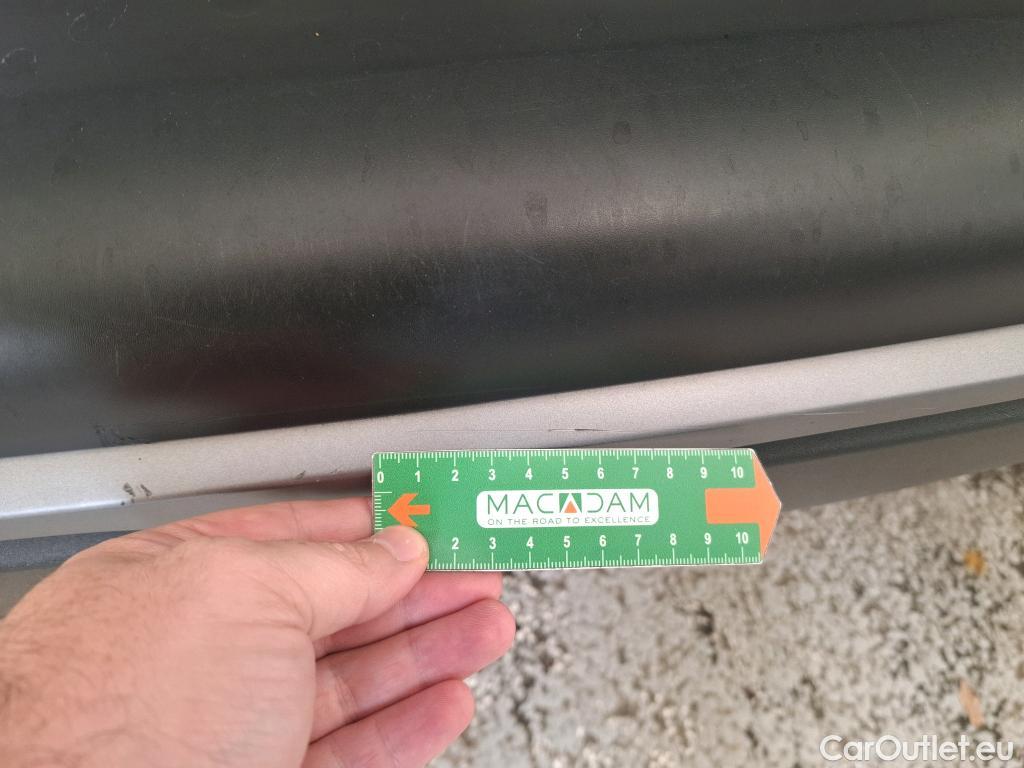 0 1 2 3 4 5 6 7 8 9 10
MACADAM
ON THE ROAD TO EXCELLENCE
2 3 4 5 6 7 8 9 10
CarOutlet.eu